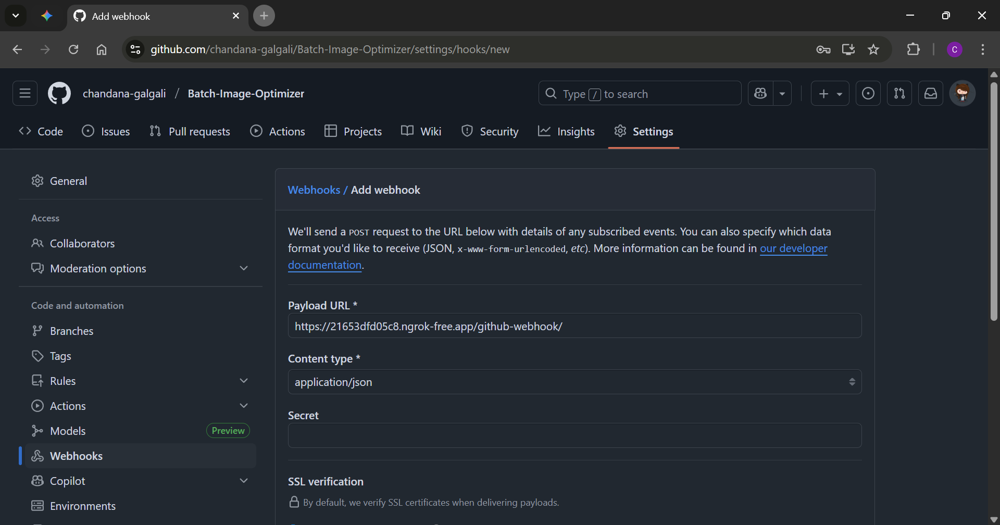 Add webhook
github.com/chandana-galgali/Batch-Image-Optimizer/settings/hooks/new
C
chandana-galgali / Batch-Image-Optimizer
Type / to search
Code
Issues
Pull requests
Actions
Projects
Wiki
Security
Insights
Settings
General
Access
Collaborators
Moderation options
Code and automation
Branches
Tags
Rules
Actions
Models
Preview
Webhooks
Copilot
Environments
Webhooks / Add webhook
We'll send a POST request to the URL below with details of any subscribed events. You can also specify which data
format you'd like to receive (JSON, x-www-form-urlencoded, etc). More information can be found in our developer
documentation.
Payload URL *
https://21653dfd05c8.ngrok-free.app/github-webhook/
Content type *
application/json
Secret
SSL verification
By default, we verify SSL certificates when delivering payloads.